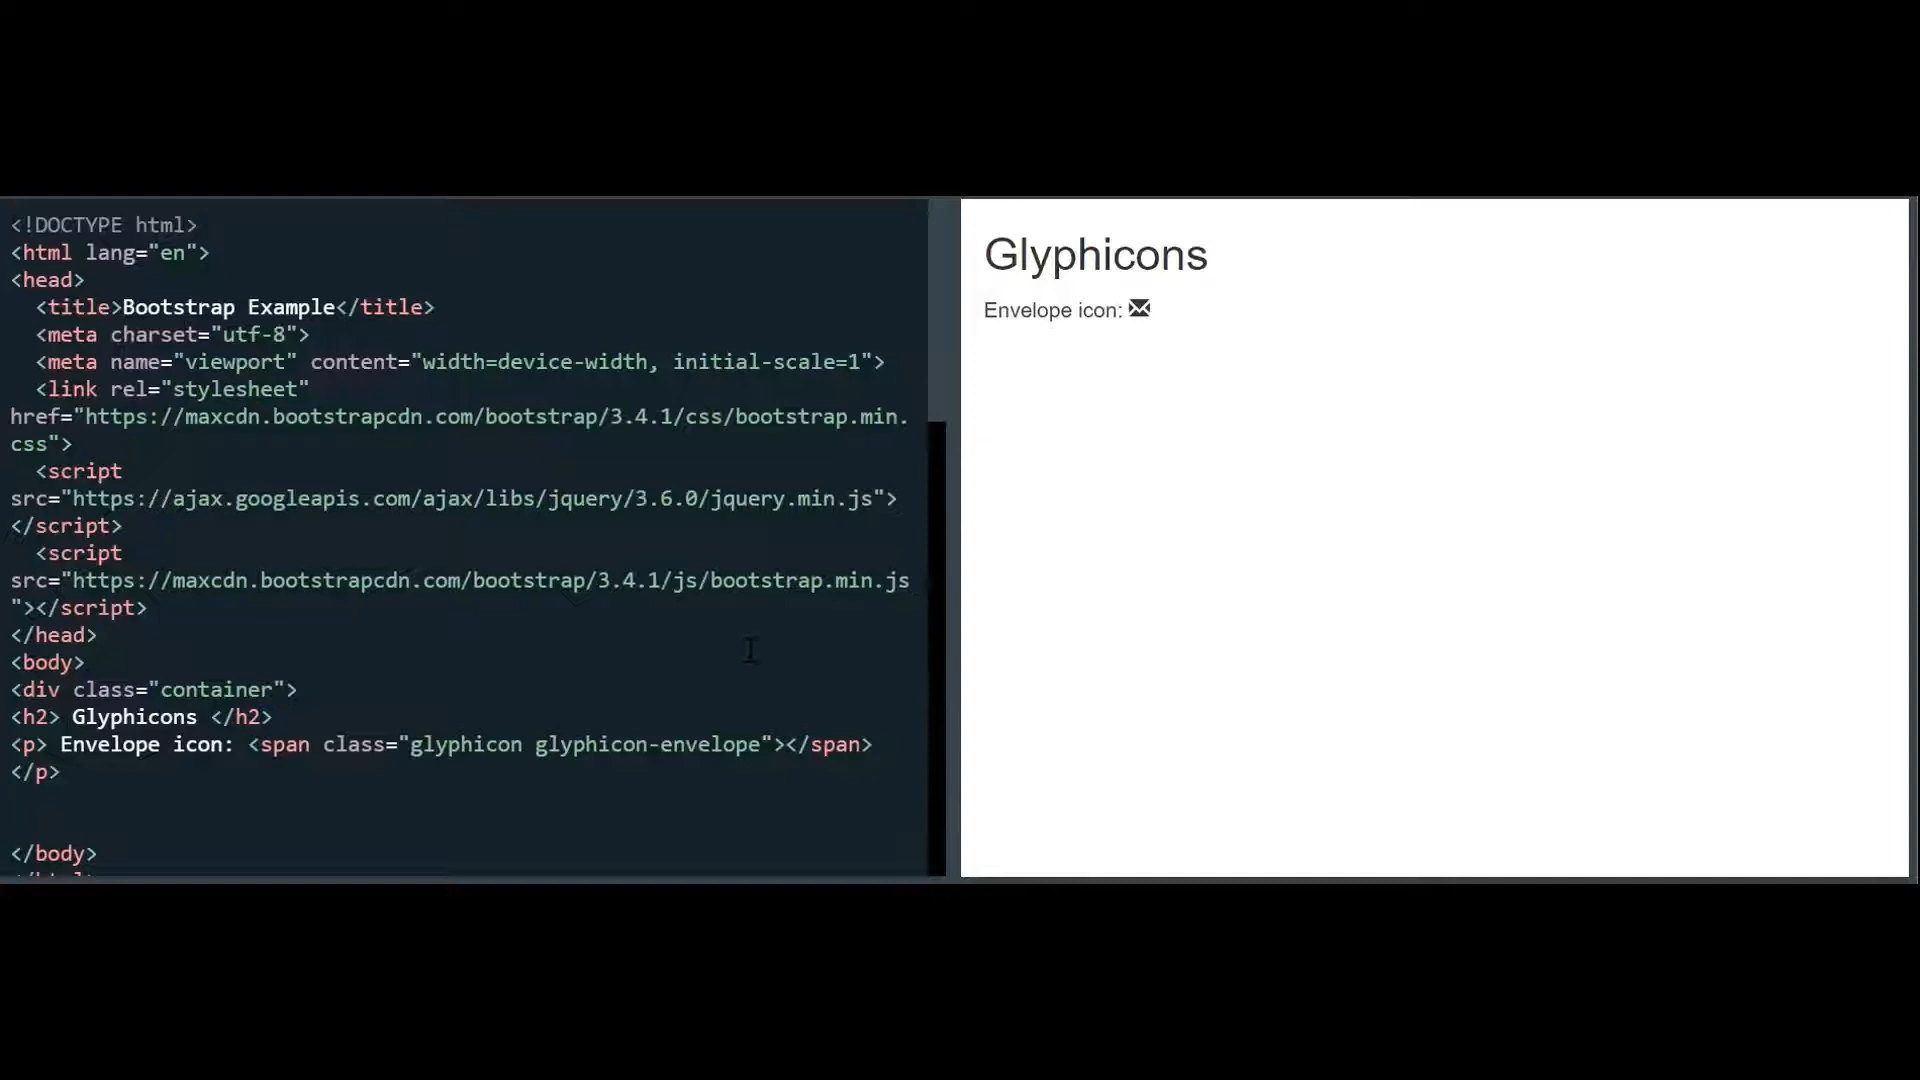 <!DOCTYPE html>
<html lang="en">
<head>
  <title>Bootstrap Example</title>
  <meta charset="utf-8">
  <meta name="viewport" content="width=device-width, initial-scale=1">
  <link rel="stylesheet"
href="https://maxcdn.bootstrapcdn.com/bootstrap/3.4.1/css/bootstrap.min.
css">
  <script
src="https://ajax.googleapis.com/ajax/libs/jquery/3.6.0/jquery.min.js">
</script>
  <script
src="https://maxcdn.bootstrapcdn.com/bootstrap/3.4.1/js/bootstrap.min.js
"></script>
</head>
<body>
<div class="container">
<h2> Glyphicons </h2>
<p> Envelope icon: <span class="glyphicon glyphicon-envelope"></span>
</p>
</body>
Glyphicons
Envelope icon: